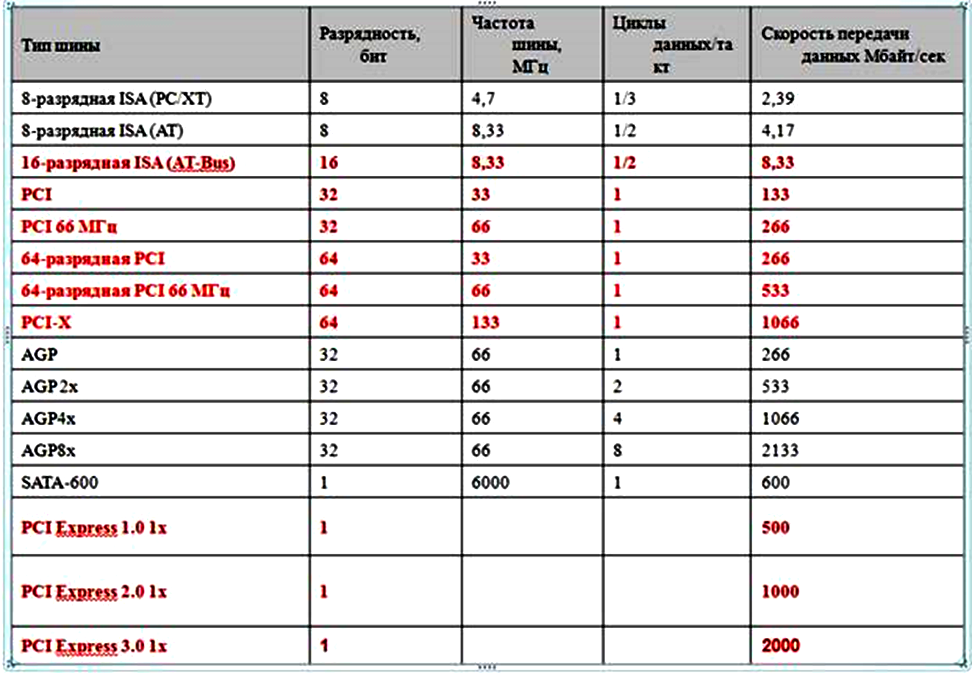 Тип шины Разрядность, бит Частота шины, МГц Циклы данных/та кт Скорость передачи данных Мбайт/сек
8-разрядная ISA (PC/XT) 8 4,7 1/3 2,39
8-разрядная ISA (AT) 8 8,33 1/2 4,17
16-разрядная ISA (AT-Bus) 16 8,33 1/2 8,33
PCI 32 33 1 133
PCI 66 МГц 32 66 1 266
64-разрядная PCI 64 33 1 266
64-разрядная PCI 66 МГц 64 66 1 533
PCI-X 64 133 1 1066
AGP 32 66 1 266
AGP 2x 32 66 2 533
AGP4x 32 66 4 1066
AGP8x 32 66 8 2133
SATA-600 1 6000 1 600
PCI Express 1.0 1x 1 500
PCI Express 2.0 1x 1 1000
PCI Express 3.0 1x 1 2000